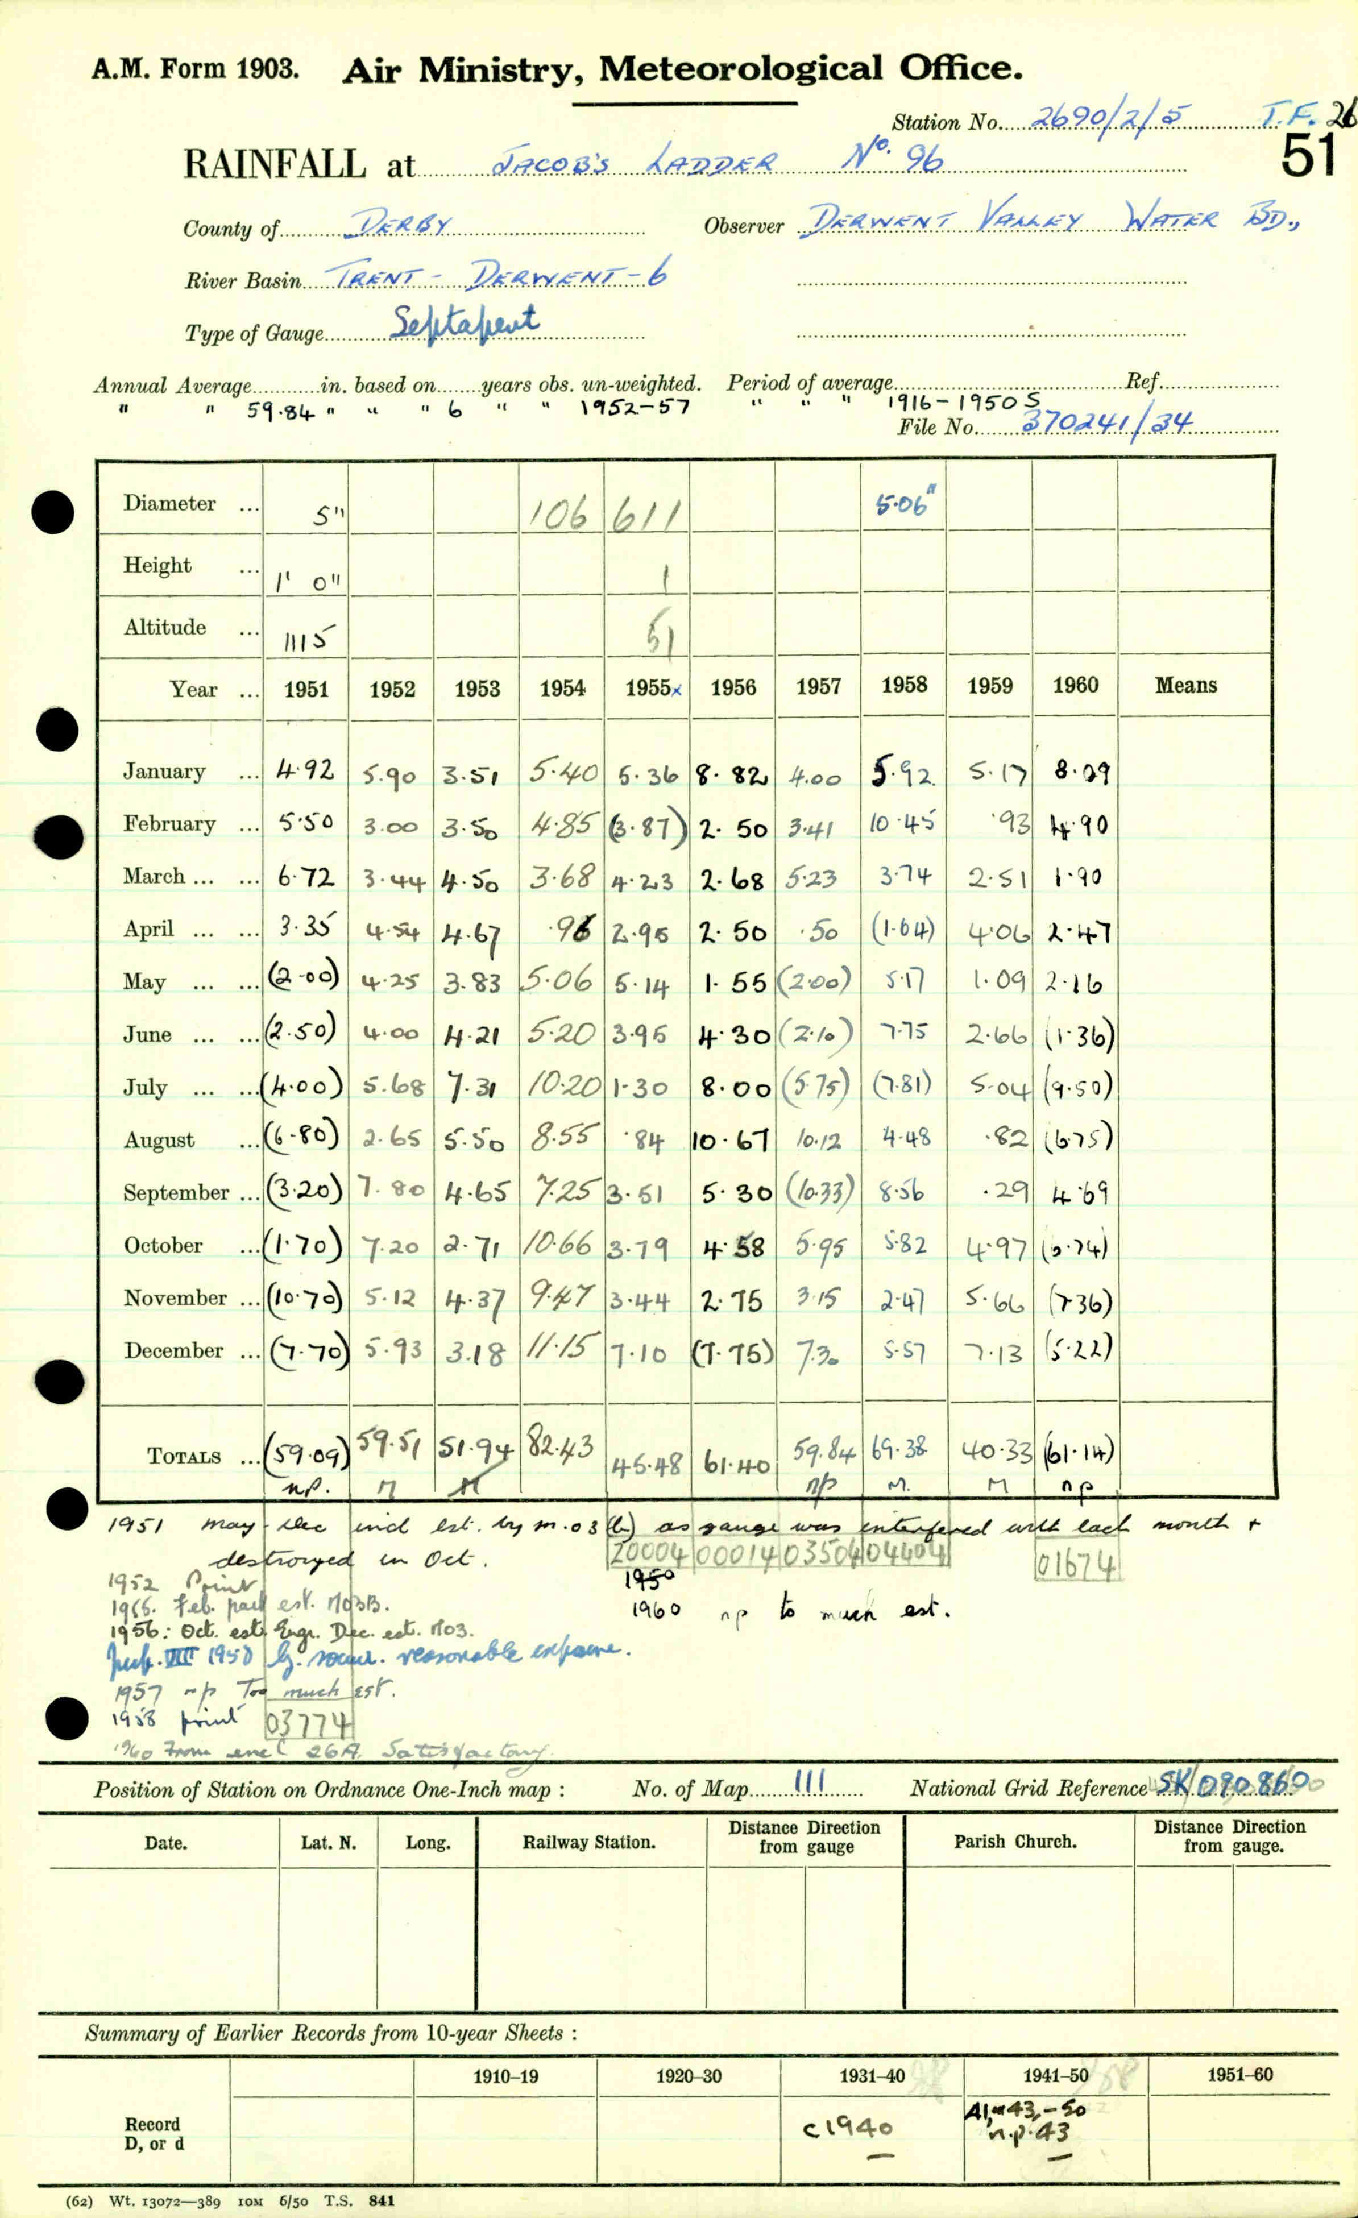 A.M. Form 1903. Air Ministry, Meteorological Office.
Station No. 2690/2/5 T.F. 26
51
RAINFALL at JACOB'S LADDER No. 96
County of DERBY Observer DERWENT VALLEY WATER BD.,
River Basin TRENT - DERWENT - 6
Type of Gauge Septapent
Annual Average in. based on years obs. un-weighted. Period of average Ref.
" " 59.84 " " " 6 " " 1952-57 " " " 1916-1950 S
File No. 370241/34
Diameter ... 5" 106 611 5.06"
Height ... 1' 0" 1
Altitude ... 1115 51
Year ... 1951 1952 1953 1954 1955x 1956 1957 1958 1959 1960 Means
January ... 4.92 5.90 3.51 5.40 5.36 8.82 4.00 5.92 5.17 8.09
February ... 5.50 3.00 3.50 4.85 (3.87) 2.50 3.41 10.45 .93 4.90
March ... ... 6.72 3.44 4.50 3.68 4.23 2.68 5.23 3.74 2.51 1.90
April ... ... 3.35 4.54 4.67 .96 2.95 2.50 .50 (1.64) 4.06 2.47
May ... ... (2.00) 4.25 3.83 5.06 5.14 1.55 (2.00) 5.17 1.09 2.16
June ... ... (2.50) 4.00 4.21 5.20 3.95 4.30 (2.10) 7.75 2.66 (1.36)
July ... ... (4.00) 5.68 7.31 10.20 1.30 8.00 (5.75) (7.81) 5.04 (9.50)
August ... (6.80) 2.65 5.50 8.55 .84 10.67 10.12 4.48 .82 (6.75)
September ... (3.20) 7.80 4.65 7.25 3.51 5.30 (10.33) 8.56 .29 4.69
October ... (1.70) 7.20 2.71 10.66 3.79 4.58 5.95 5.82 4.97 (6.74)
November ... (10.70) 5.12 4.37 9.47 3.44 2.75 3.15 2.47 5.66 (7.36)
December ... (7.70) 5.93 3.18 11.15 7.10 (7.75) 7.30 5.57 7.13 (5.22)
TOTALS ... (59.09) 59.51 51.94 82.43 45.48 61.40 59.84 69.38 40.33 (61.14)
n.p. M M np M. M np
1951 May-Dec incl est. by m.o3(b) as gauge was interfered with each month +
destroyed in Oct.
20004 00014 03504 04404 01674
1952 Print
1950
1955. Feb. part est. MO3B.
1960 np to much est.
1956: Oct. est. Engr. Dec. est. MO3.
Insp. III 1950 reasonable exposure.
1957 np Too much EST.
1958 print 03774
1960 From encl 26A. Satisfactory.
Position of Station on Ordnance One-Inch map : No. of Map 111 National Grid Reference SK 090 860
Date. Lat. N. Long. Railway Station. Distance from Direction gauge Parish Church. Distance from Direction gauge.
Summary of Earlier Records from 10-year Sheets :
1910–19 1920–30 1931–40 1941–50 1951–60
Record
D, or d
c1940 41, 43, -50
n.p. 43
(62) Wt. 13072—389 10M 6/50 T.S. 841